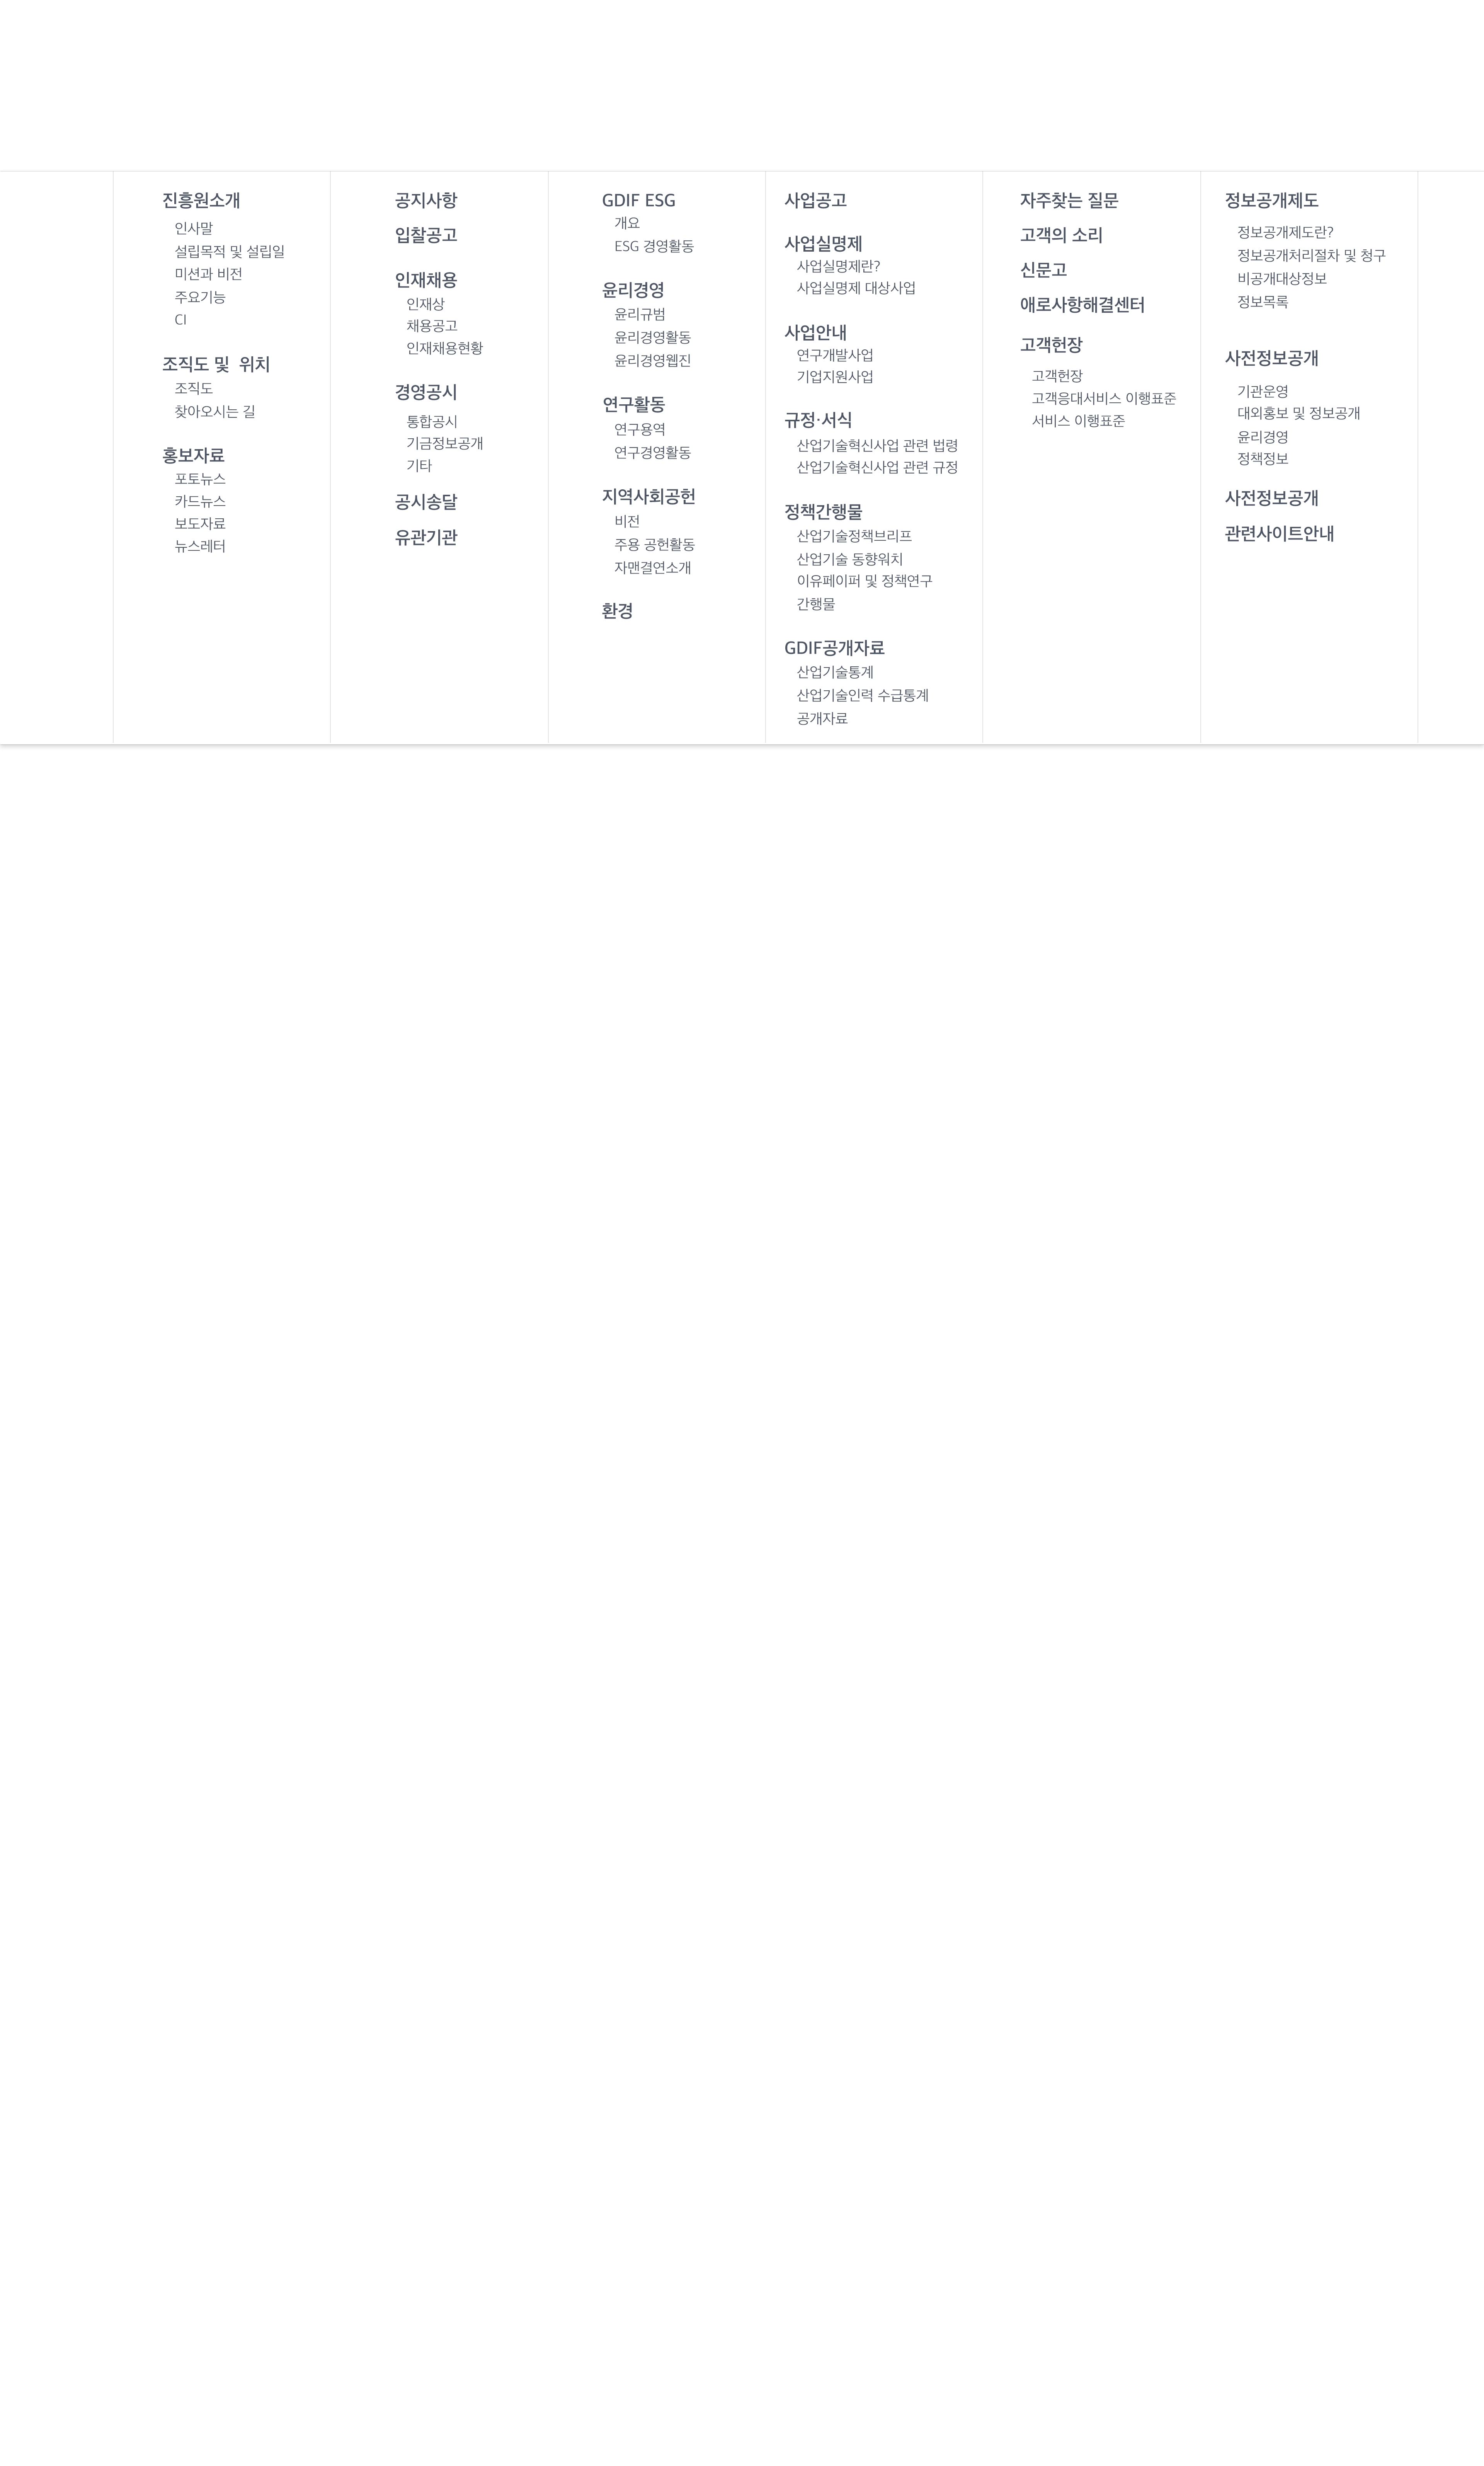 진흥원소개
인사말
설립목적 및 설립일
미션과 비전
주요기능
CI
조직도 및 위치
조직도
찾아오시는 길
홍보자료
포토뉴스
카드뉴스
보도자료
뉴스레터
공지사항
입찰공고
인재채용
인재상
채용공고
인재채용현황
경영공시
통합공시
기금정보공개
기타
공시송달
유관기관
GDIF ESG
개요
ESG 경영활동
윤리경영
윤리규범
윤리경영활동
윤리경영웹진
연구활동
연구용역
연구경영활동
지역사회공헌
비전
주용 공헌활동
자맨결연소개
환경
사업공고
사업실명제
사업실명제란?
사업실명제 대상사업
사업안내
연구개발사업
기업지원사업
규정·서식
산업기술혁신사업 관련 법령
산업기술혁신사업 관련 규정
정책간행물
산업기술정책브리프
산업기술 동향워치
이유페이퍼 및 정책연구
간행물
GDIF공개자료
산업기술통계
산업기술인력 수급통계
공개자료
자주찾는 질문
고객의 소리
신문고
애로사항해결센터
고객헌장
고객헌장
고객응대서비스 이행표준
서비스 이행표준
정보공개제도
정보공개제도란?
정보공개처리절차 및 청구
비공개대상정보
정보목록
사전정보공개
기관운영
대외홍보 및 정보공개
윤리경영
정책정보
사전정보공개
관련사이트안내